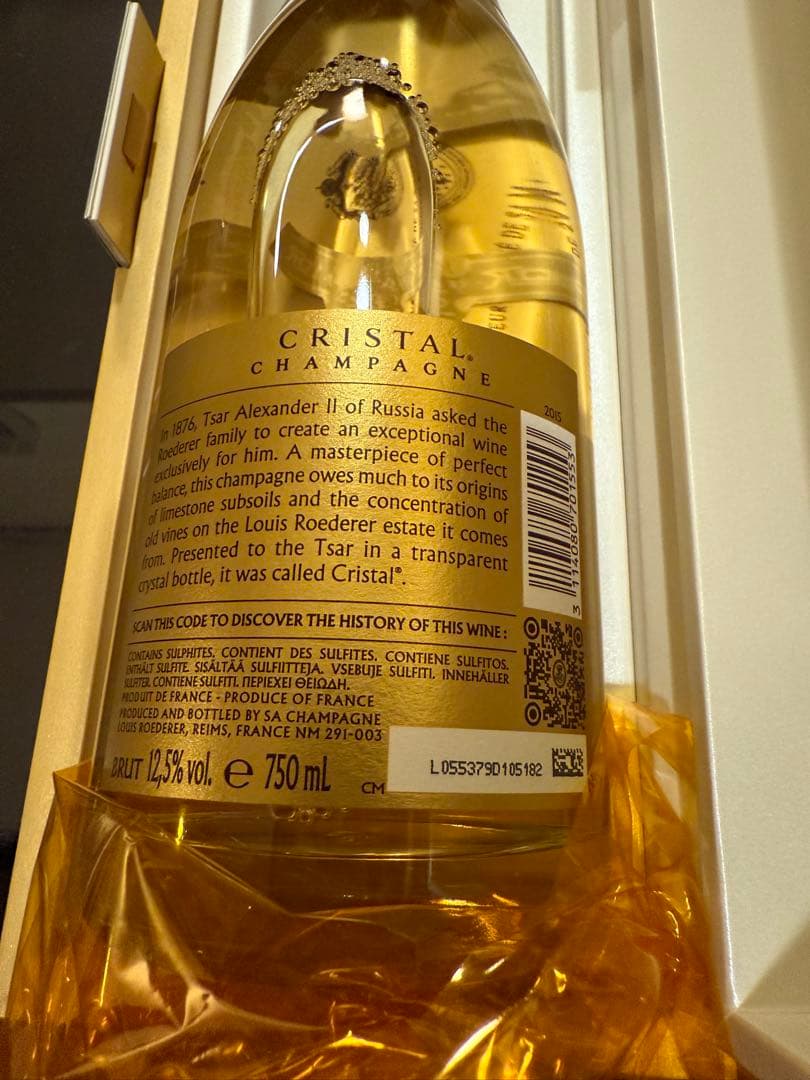 CRISTAL®
CHAMPAGNE
In 1876, Tsar Alexander II of Russia asked the
Roederer family to create an exceptional wine
exclusively for him. A masterpiece of perfect
balance, this champagne owes much to its origins
of limestone subsoils and the concentration of
old vines on the Louis Roederer estate it comes
from. Presented to the Tsar in a transparent
crystal bottle, it was called Cristal®.
2015
3 114080 701553
SCAN THIS CODE TO DISCOVER THE HISTORY OF THIS WINE :
CONTAINS SULPHITES. CONTIENT DES SULFITES. CONTIENE SULFITOS.
ENTHÄLT SULFITE. SISÄLTÄÄ SULFIITTEJA. VSEBUJE SULFITI. INNEHÅLLER
SULFITER. CONTIENE SULFITI. ΠΕΡΙΕΧΕΙ ΘΕΙΩΔΗ.
PRODUIT DE FRANCE - PRODUCE OF FRANCE
PRODUCED AND BOTTLED BY SA CHAMPAGNE
LOUIS ROEDERER, REIMS, FRANCE NM 291-003
BRUT 12,5% vol. e 750 mL
CM
L055379D105182